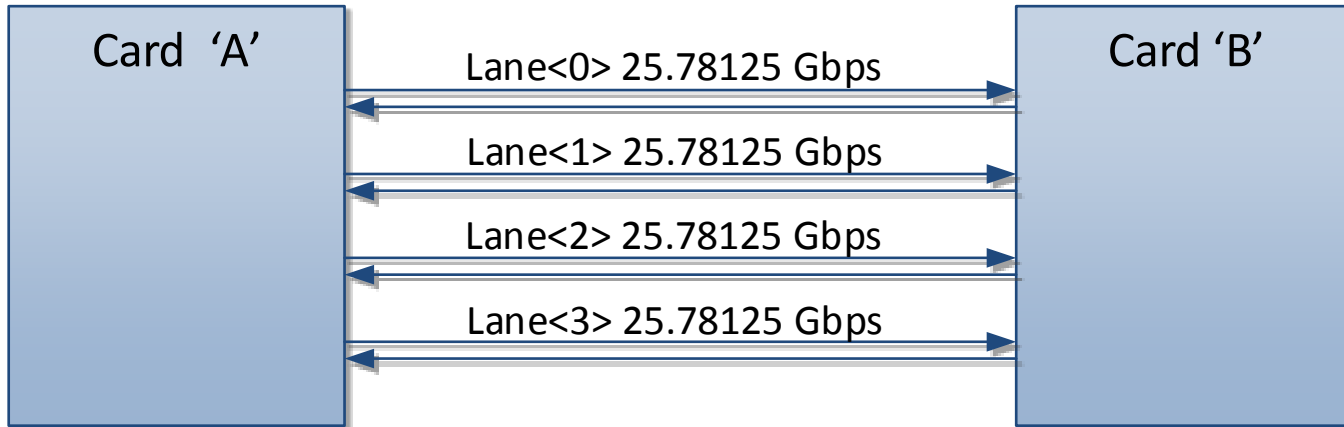 Card ‘A’
Card ‘B’
Lane<0> 25.78125 Gbps
Lane<1> 25.78125 Gbps
Lane<2> 25.78125 Gbps
Lane<3> 25.78125 Gbps